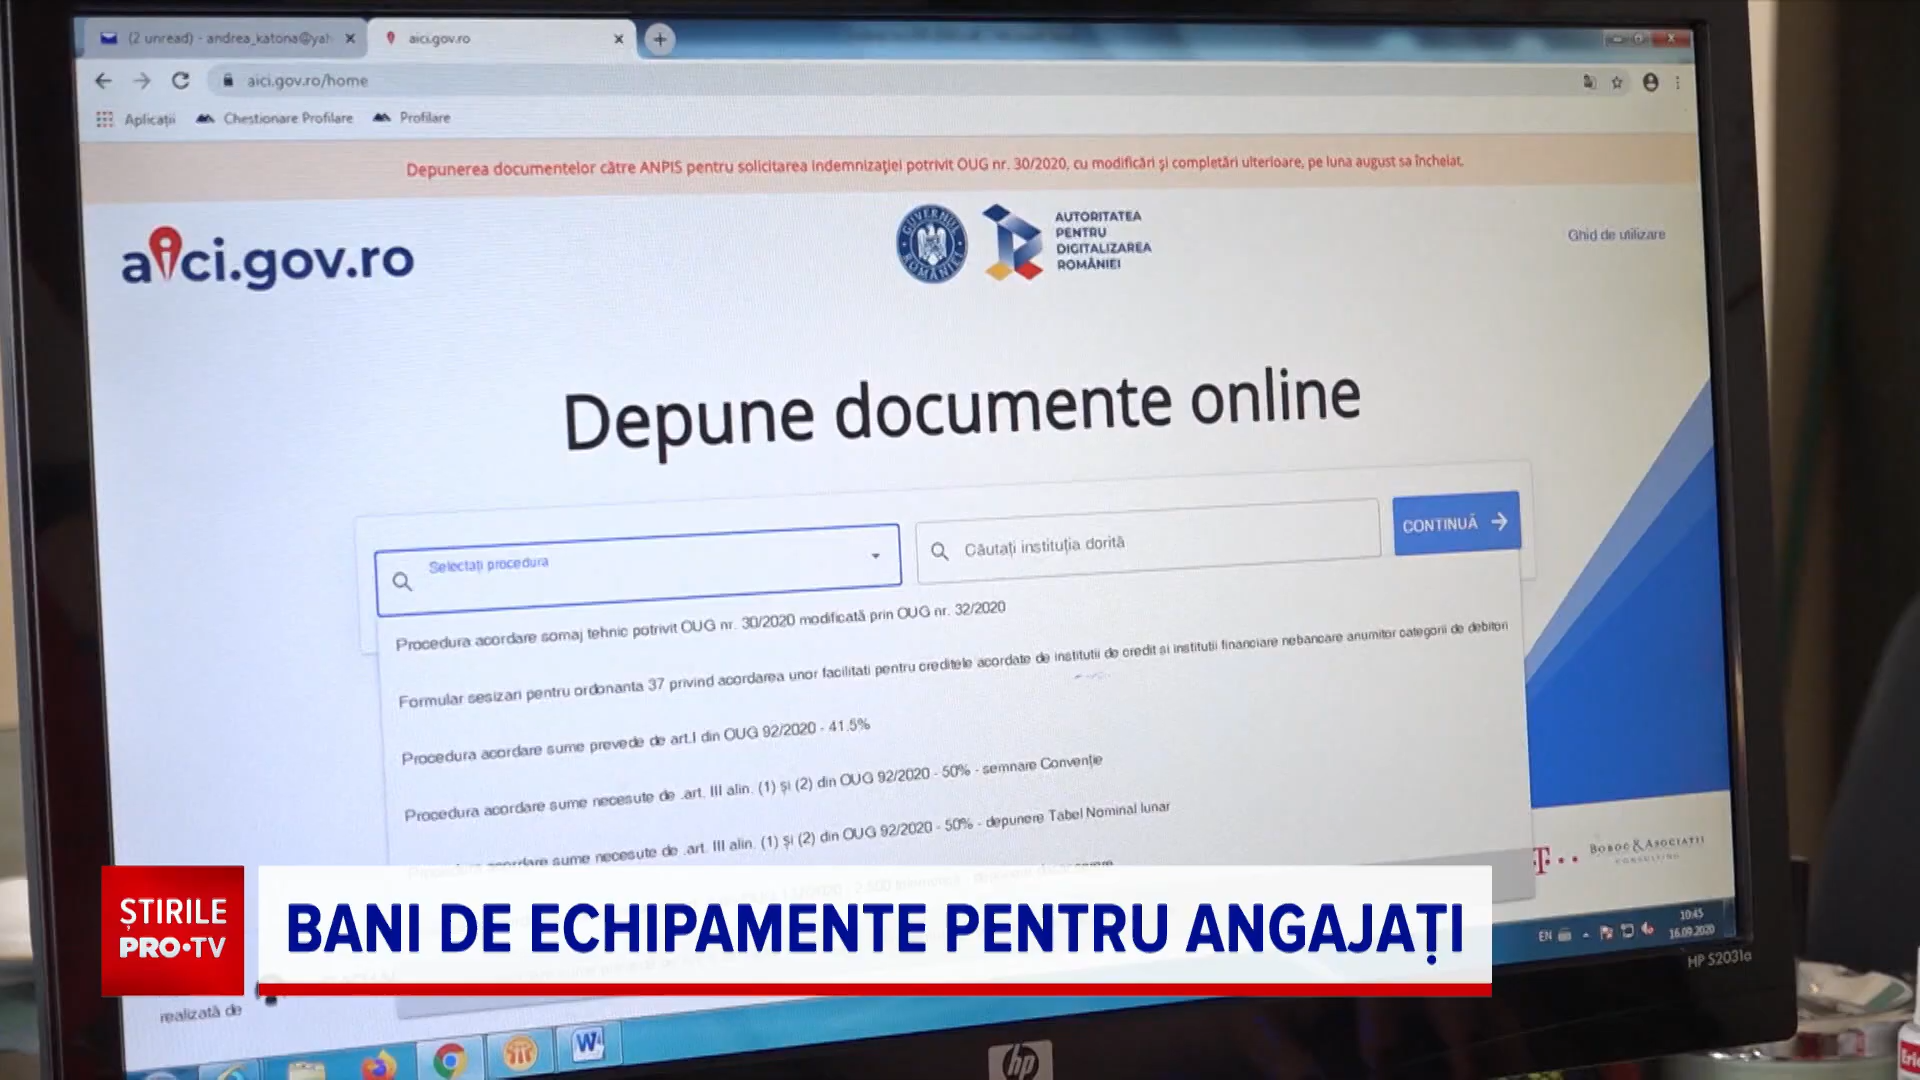 (2 unread) - andrea_katona@yah
aici.gov.ro
aici.gov.ro/home
Aplicații Chestionare Profilare Profilare
Depunerea documentelor către ANPIS pentru solicitarea indemnizației potrivit OUG nr. 30/2020, cu modificări și completări ulterioare, pe luna august sa încheiat.
aici.gov.ro
GUVERNUL ROMÂNIEI
AUTORITATEA
PENTRU
DIGITALIZAREA
ROMÂNIEI
Ghid de utilizare
Depune documente online
Selectați procedura
Căutați instituția dorită
CONTINUĂ
Procedura acordare somaj tehnic potrivit OUG nr. 30/2020 modificată prin OUG nr. 32/2020
Formular sesizari pentru ordonanta 37 privind acordarea unor facilitati pentru creditele acordate de institutii de credit si institutii financiare nebancare anumitor categorii de debitori
Procedura acordare sume prevede de art.I din OUG 92/2020 - 41.5%
Procedura acordare sume necesute de .art. III alin. (1) și (2) din OUG 92/2020 - 50% - semnare Convenție
acordare sume necesute de .art. III alin. (1) și (2) din OUG 92/2020 - 50% - depunere Tabel Nominal lunar
T
BOBOC & ASOCIAȚII
CONSULTING
ȘTIRILE
PRO•TV
BANI DE ECHIPAMENTE PENTRU ANGAJAȚI
realizată de
EN
10:45
16.09.2020
HP S2031a
W
hp